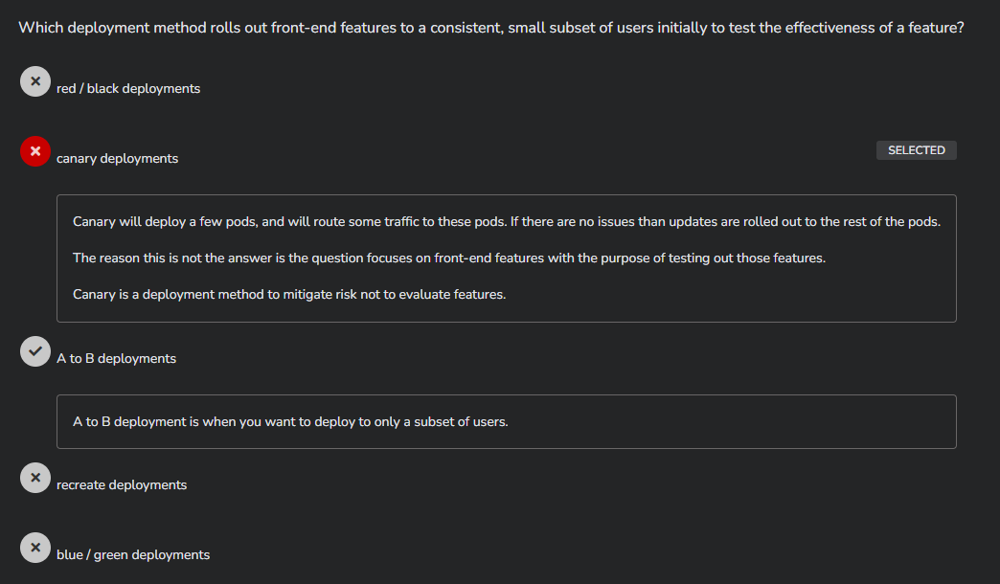 Which deployment method rolls out front-end features to a consistent, small subset of users initially to test the effectiveness of a feature?
red / black deployments
canary deployments
SELECTED
Canary will deploy a few pods, and will route some traffic to these pods. If there are no issues than updates are rolled out to the rest of the pods.
The reason this is not the answer is the question focuses on front-end features with the purpose of testing out those features.
Canary is a deployment method to mitigate risk not to evaluate features.
A to B deployments
A to B deployment is when you want to deploy to only a subset of users.
recreate deployments
blue / green deployments